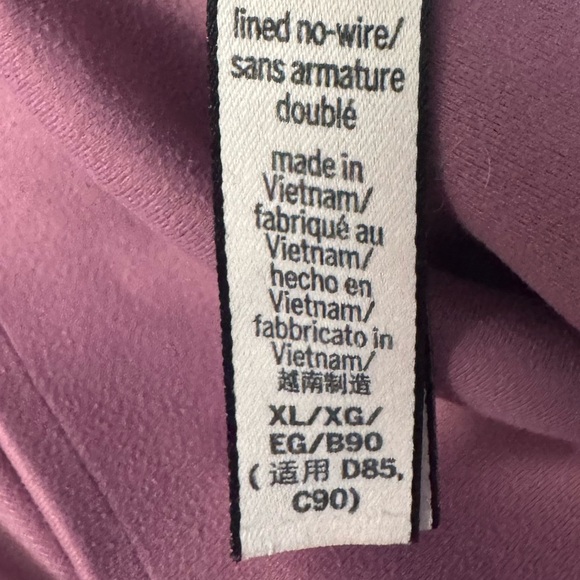 lined no-wire/
sans armature
doublé
made in
Vietnam/
fabriqué au
Vietnam/
hecho en
Vietnam/
fabbricato in
Vietnam/
越南制造
XL/XG/
EG/B90
(适用 D85,
C90)